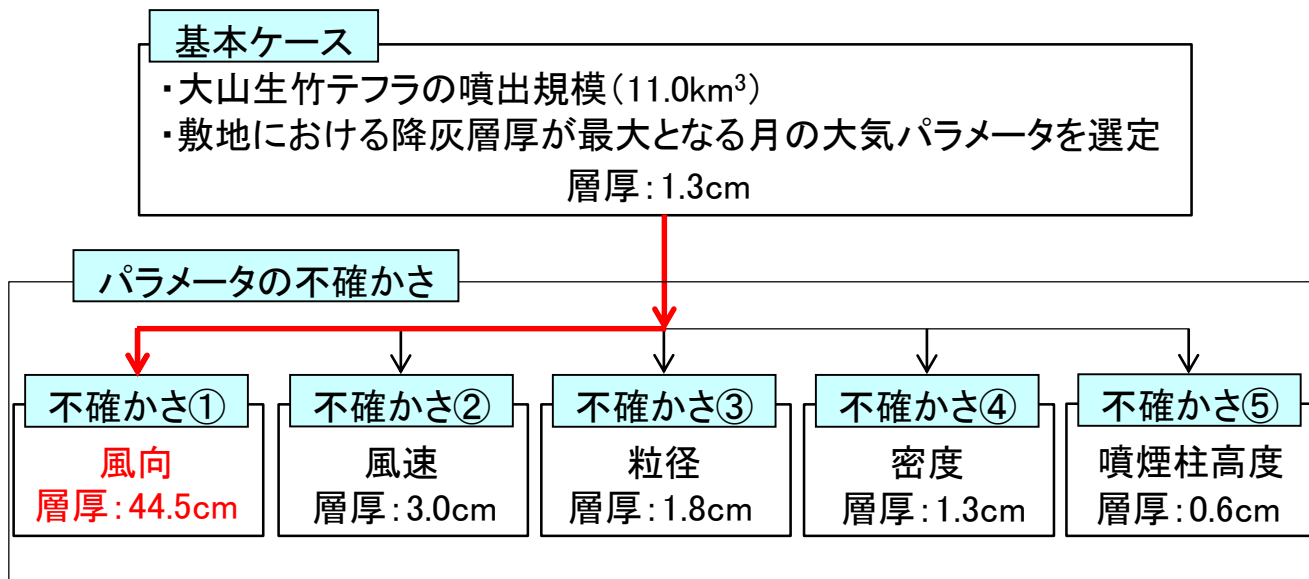 基本ケース
・大山生竹テフラの噴出規模(11.0km³)
・敷地における降灰層厚が最大となる月の大気パラメータを選定
層厚:1.3cm
パラメータの不確かさ
不確かさ①
風向
層厚:44.5cm
不確かさ②
風速
層厚:3.0cm
不確かさ③
粒径
層厚:1.8cm
不確かさ④
密度
層厚:1.3cm
不確かさ⑤
噴煙柱高度
層厚:0.6cm